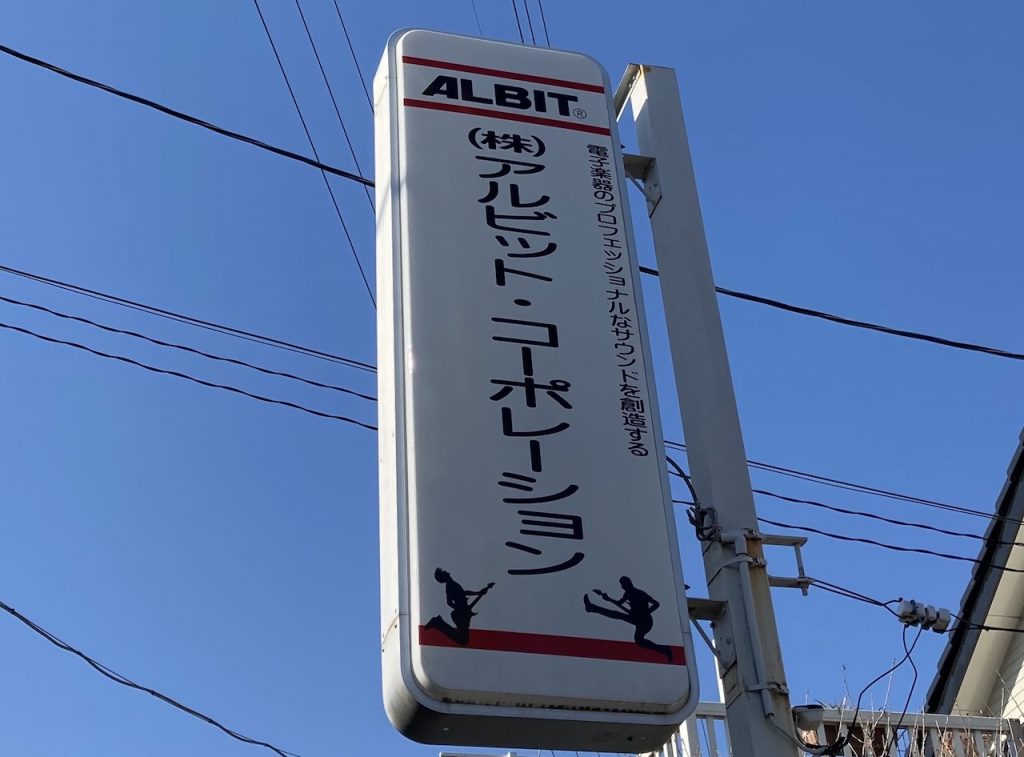 ALBIT®
電子楽器のプロフェッショナルなサウンドを創造する
(株)アルビット・コーポレーション